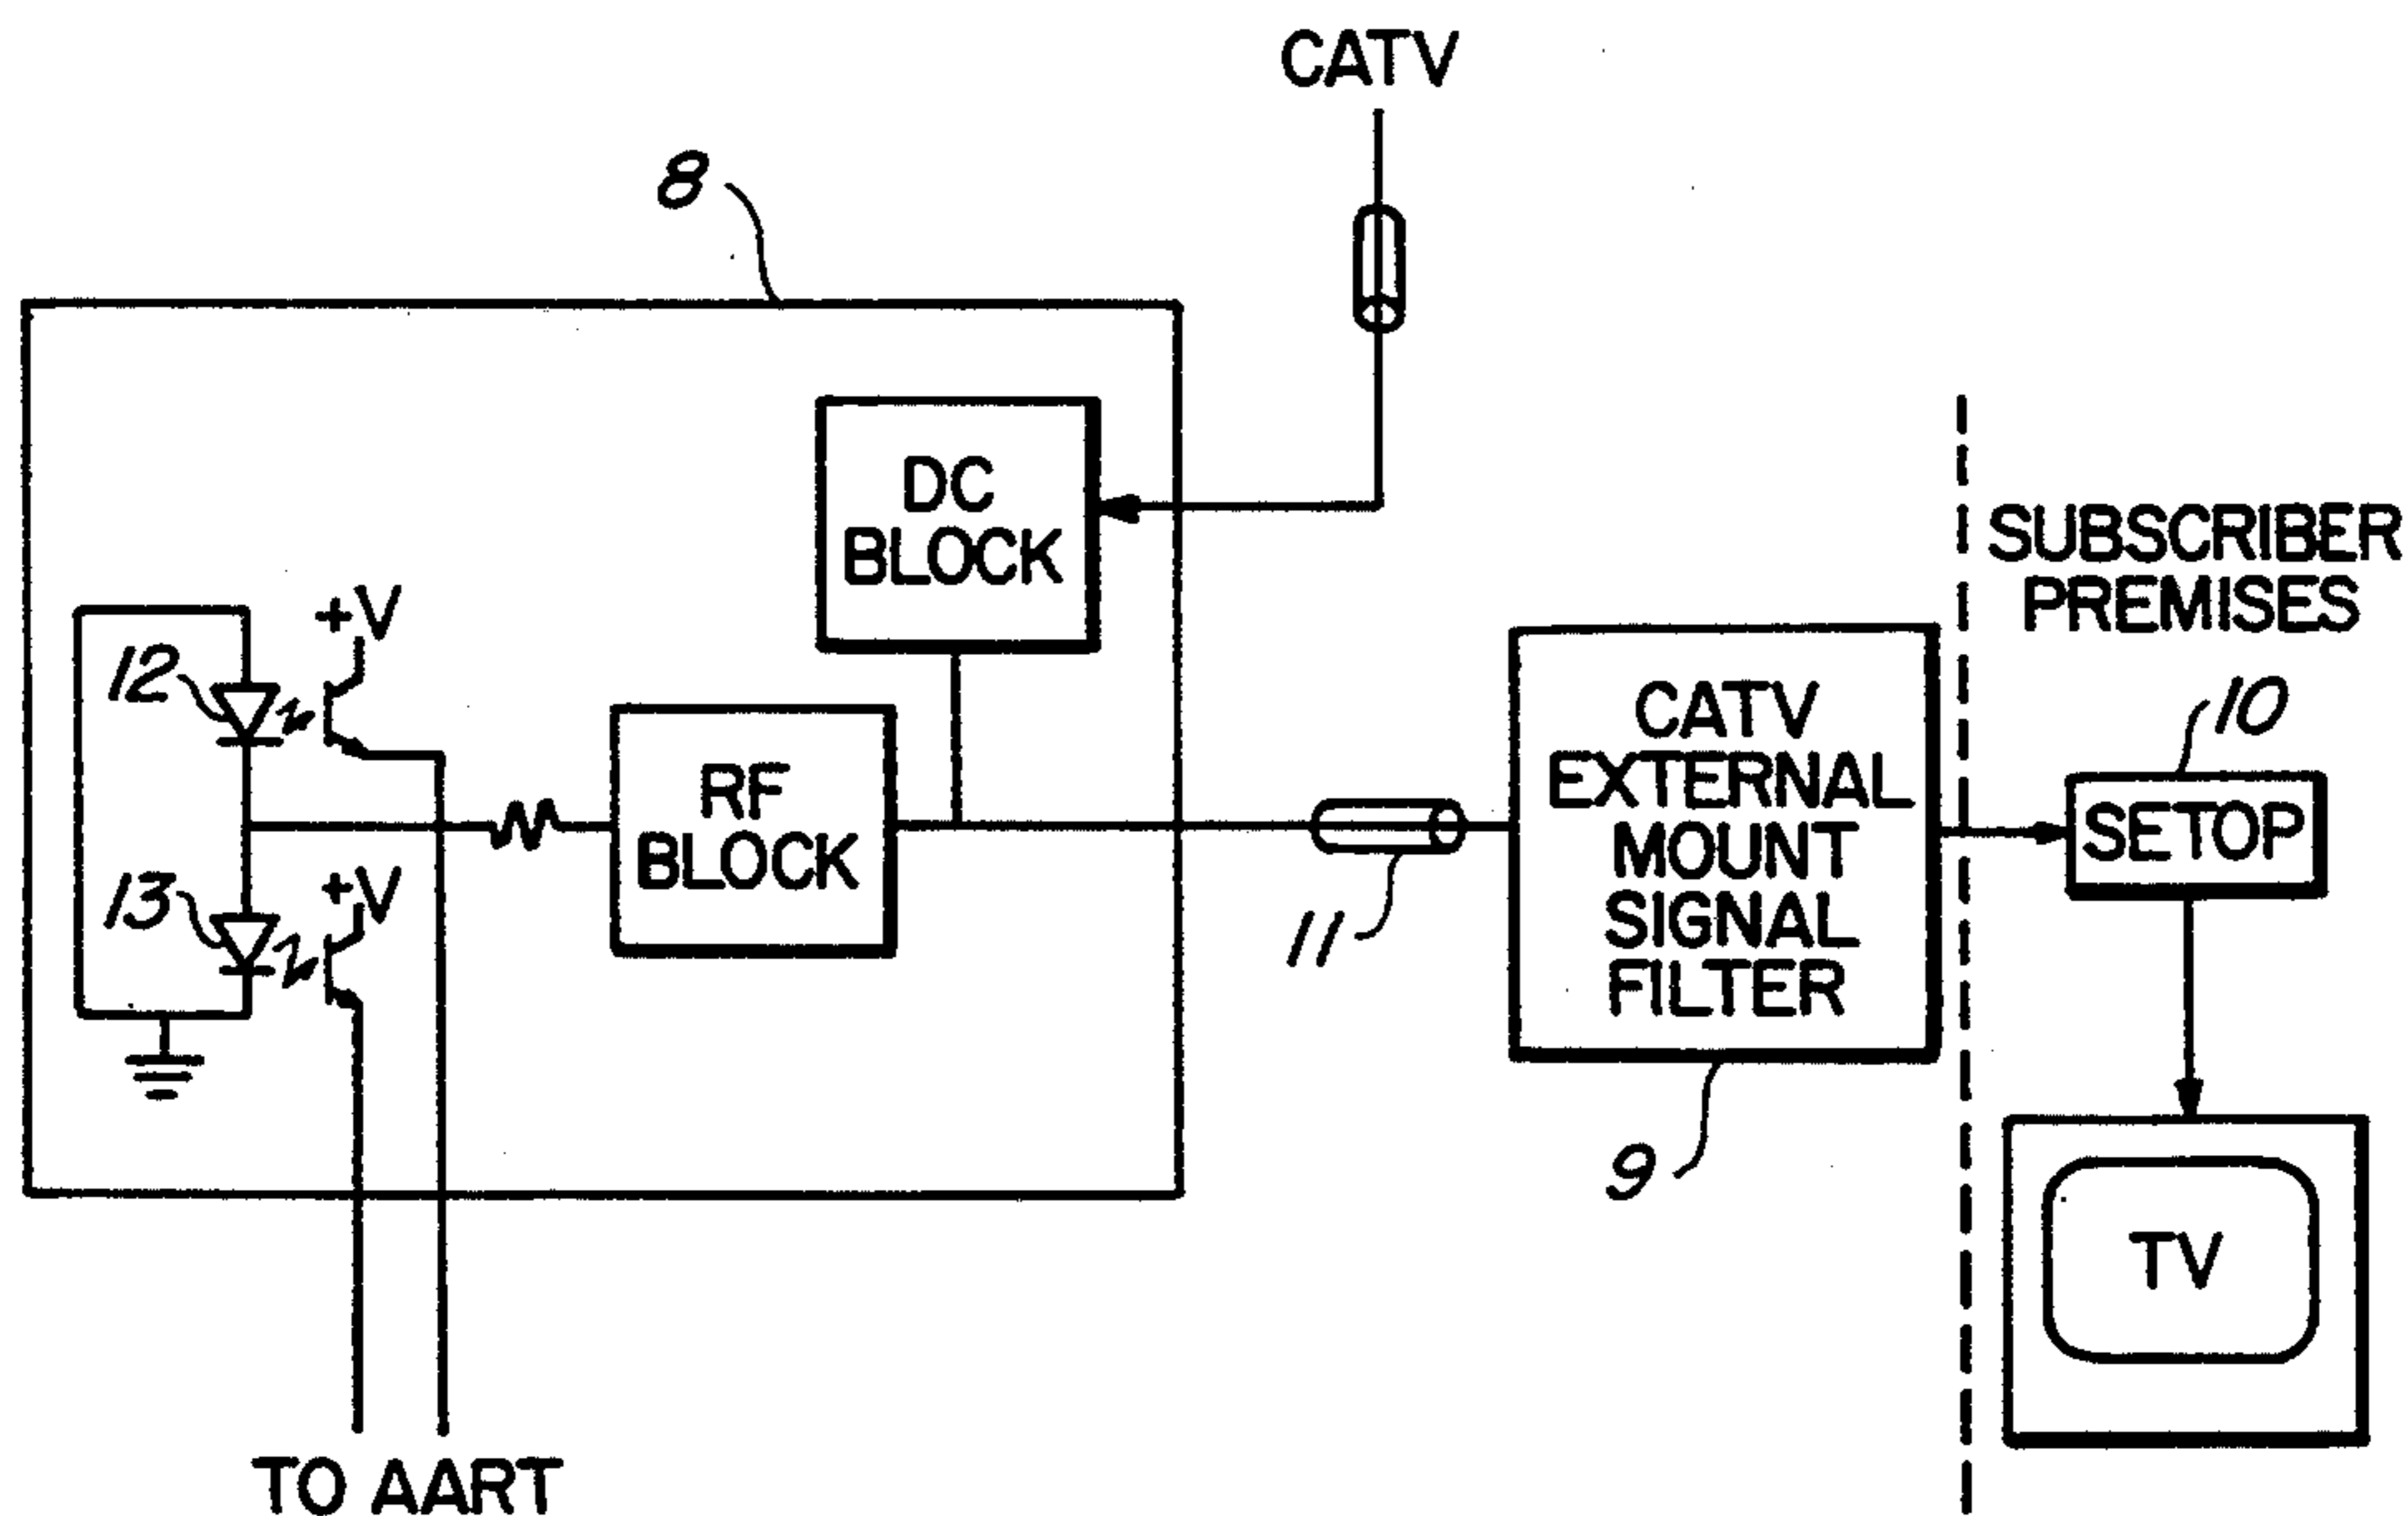 CATV
8
DC
BLOCK
SUBSCRIBER
PREMISES
+V
12
RF
BLOCK
CATV
EXTERNAL
MOUNT
SIGNAL
FILTER
10
SETOP
13
+V
11
9
TV
TO AART